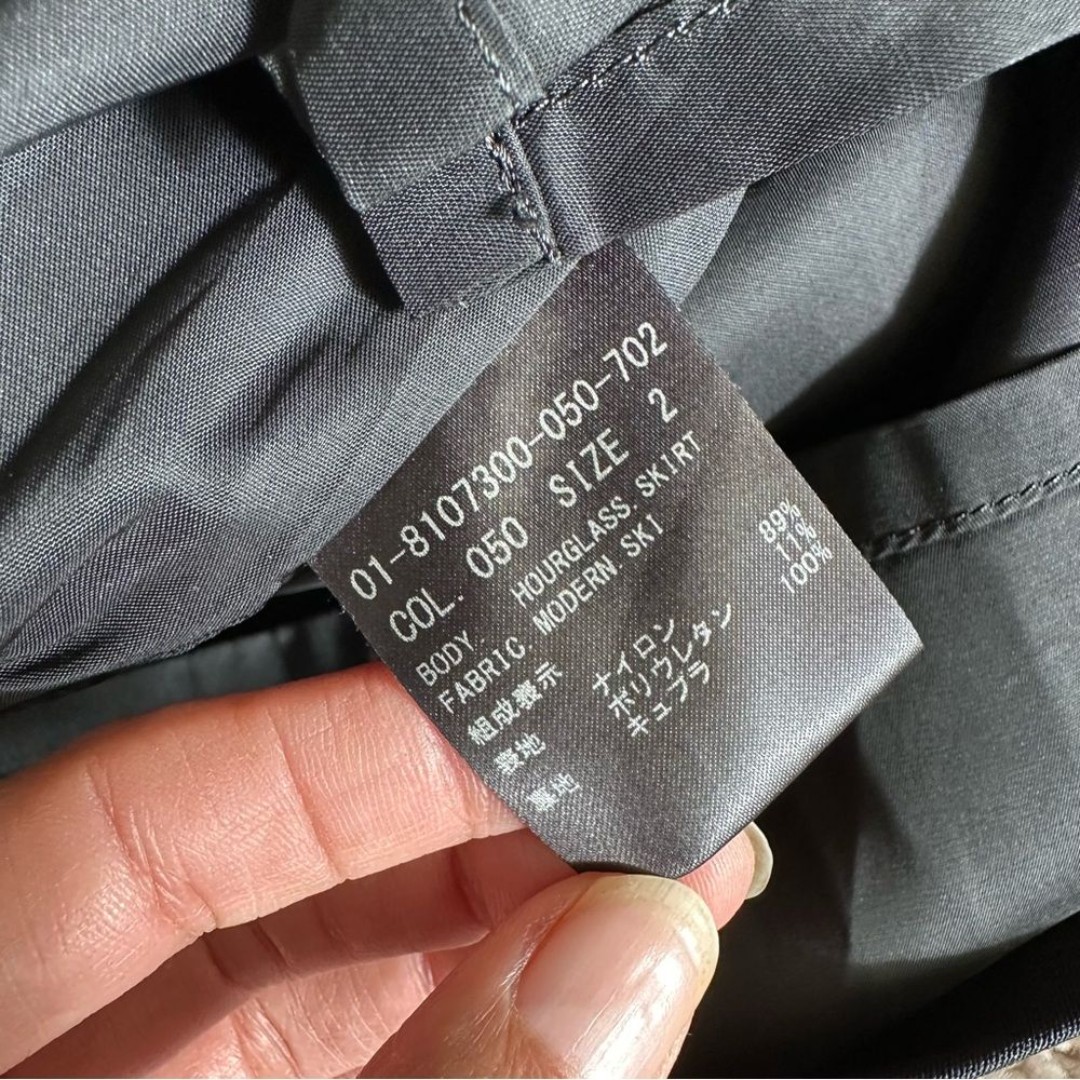 01-8107300-050-702
COL. 050 SIZE 2
BODY. HOURGLASS.SKIRT
FABRIC. MODERN.SKI
組成表示
表地 ナイロン 89%
ポリウレタン 11%
裏地 キュプラ 100%